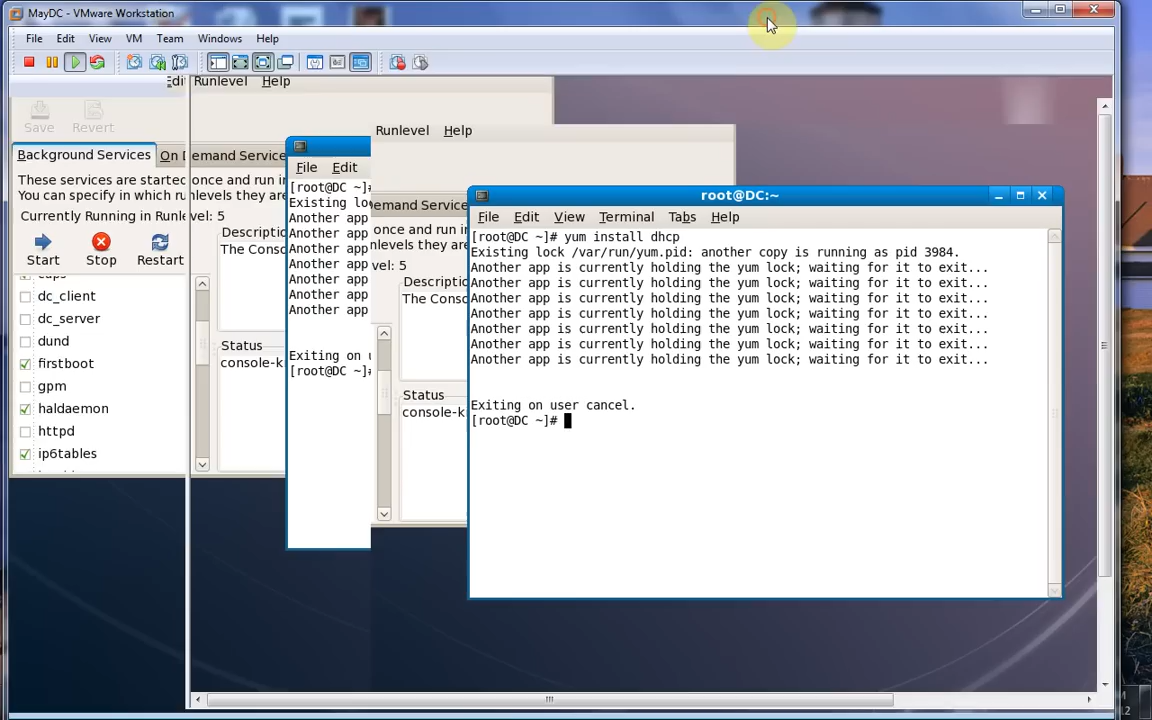 MayDC - VMware Workstation
File Edit View VM Team Windows Help
Edit Runlevel Help
Save Revert
Runlevel Help
Background Services On Demand Service
These services are started once and run in
You can specify in which runlevels they are
Currently Running in Runlevel: 5
Start Stop Restart
Description
The Console
dc_client
dc_server
dund
firstboot
gpm
haldaemon
httpd
ip6tables
Status
console-k
File Edit
[root@DC ~]#
Existing lo
Another app
Another app
Another app
Another app
Another app
Another app
Another app
Exiting on u
[root@DC ~]#
emand Service
vel: 5
Descriptio
The Consol
Status
console-k
root@DC:~
File Edit View Terminal Tabs Help
[root@DC ~]# yum install dhcp
Existing lock /var/run/yum.pid: another copy is running as pid 3984.
Another app is currently holding the yum lock; waiting for it to exit...
Another app is currently holding the yum lock; waiting for it to exit...
Another app is currently holding the yum lock; waiting for it to exit...
Another app is currently holding the yum lock; waiting for it to exit...
Another app is currently holding the yum lock; waiting for it to exit...
Another app is currently holding the yum lock; waiting for it to exit...
Another app is currently holding the yum lock; waiting for it to exit...
Exiting on user cancel.
[root@DC ~]#